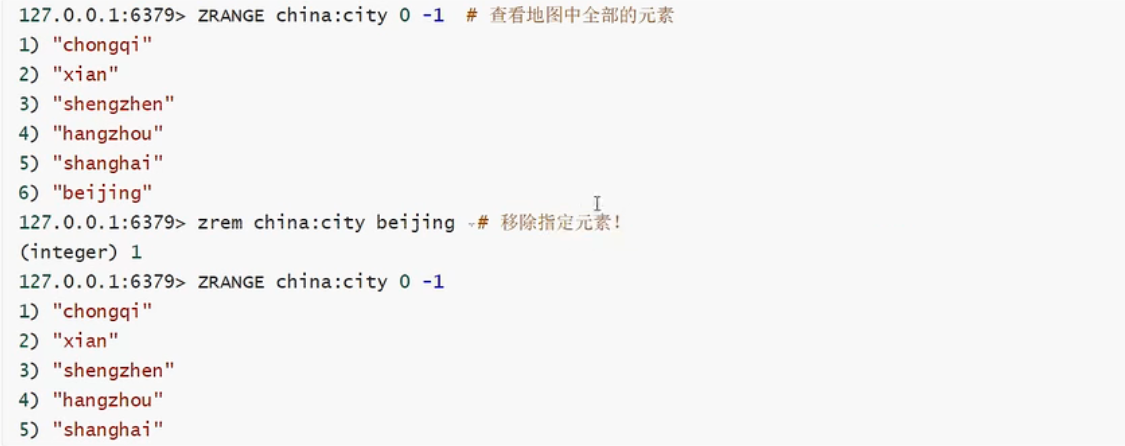 127.0.0.1:6379> ZRANGE china:city 0 -1  # 查看地图中全部的元素
1) "chongqi"
2) "xian"
3) "shengzhen"
4) "hangzhou"
5) "shanghai"
6) "beijing"
127.0.0.1:6379> zrem china:city beijing  # 移除指定元素!
(integer) 1
127.0.0.1:6379> ZRANGE china:city 0 -1
1) "chongqi"
2) "xian"
3) "shengzhen"
4) "hangzhou"
5) "shanghai"